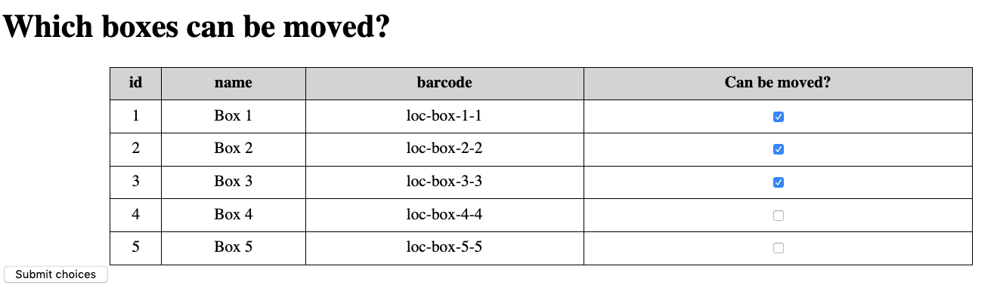 Which boxes can be moved?
id name barcode Can be moved?
1 Box 1 loc-box-1-1
2 Box 2 loc-box-2-2
3 Box 3 loc-box-3-3
4 Box 4 loc-box-4-4
5 Box 5 loc-box-5-5
Submit choices